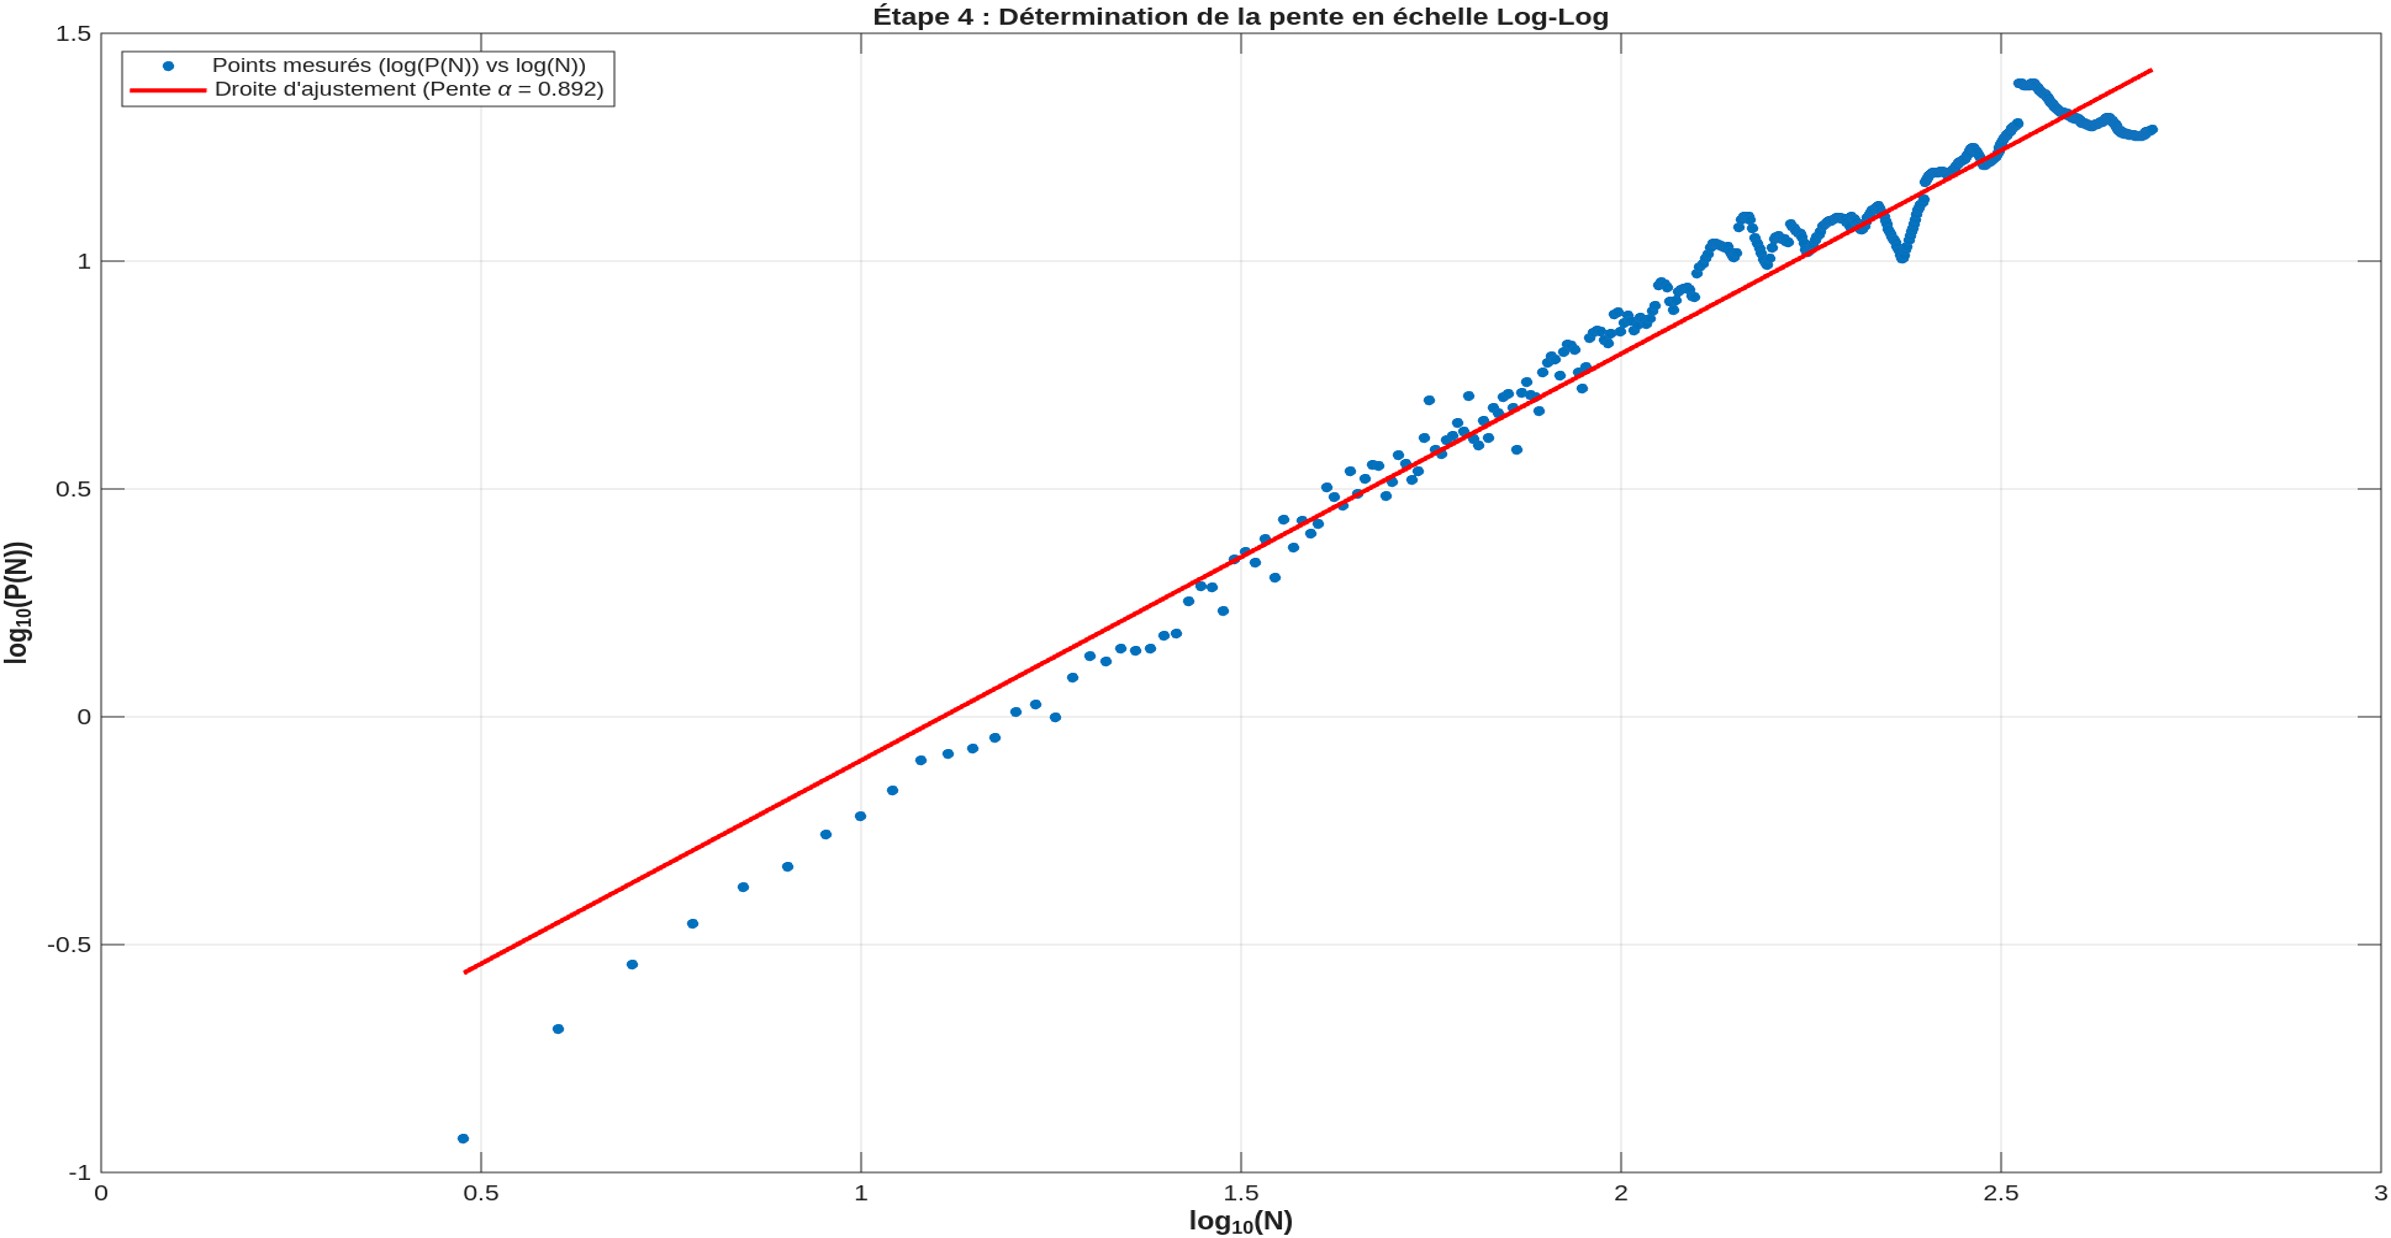 Étape 4 : Détermination de la pente en échelle Log-Log
Points mesurés (log(P(N)) vs log(N))
Droite d'ajustement (Pente α = 0.892)
1.5
1
0.5
0
-0.5
-1
log10(P(N))
0 0.5 1 1.5 2 2.5 3
log10(N)